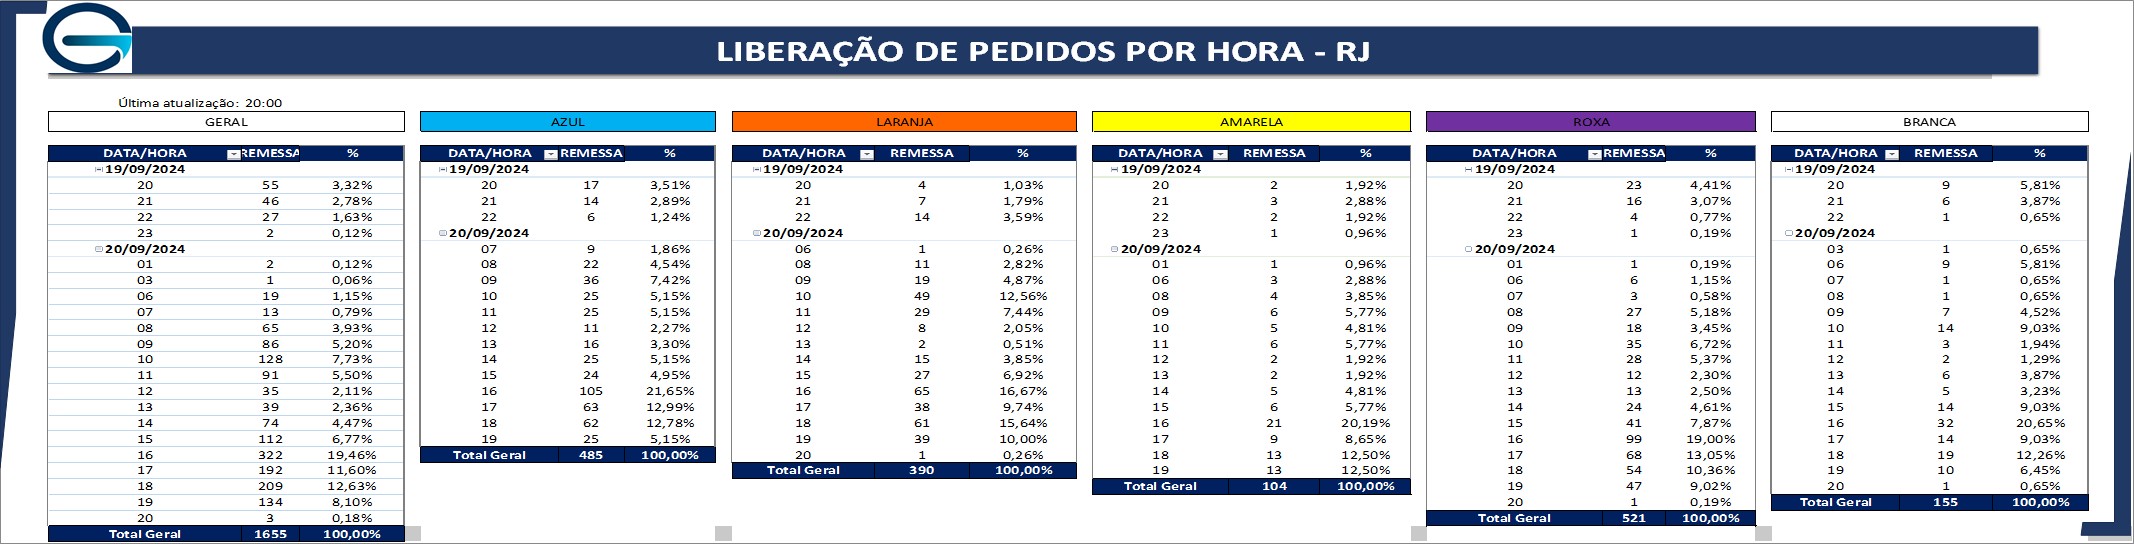 LIBERAÇÃO DE PEDIDOS POR HORA - RJ
Última atualização: 20:00
GERAL
DATA/HORA REMESSA %
19/09/2024
20 55 3,32%
21 46 2,78%
22 27 1,63%
23 2 0,12%
20/09/2024
01 2 0,12%
03 1 0,06%
06 19 1,15%
07 13 0,79%
08 65 3,93%
09 86 5,20%
10 128 7,73%
11 91 5,50%
12 35 2,11%
13 39 2,36%
14 74 4,47%
15 112 6,77%
16 322 19,46%
17 192 11,60%
18 209 12,63%
19 134 8,10%
20 3 0,18%
Total Geral 1655 100,00%
AZUL
DATA/HORA REMESSA %
19/09/2024
20 17 3,51%
21 14 2,89%
22 6 1,24%
20/09/2024
07 9 1,86%
08 22 4,54%
09 36 7,42%
10 25 5,15%
11 25 5,15%
12 11 2,27%
13 16 3,30%
14 25 5,15%
15 24 4,95%
16 105 21,65%
17 63 12,99%
18 62 12,78%
19 25 5,15%
Total Geral 485 100,00%
LARANJA
DATA/HORA REMESSA %
19/09/2024
20 4 1,03%
21 7 1,79%
22 14 3,59%
20/09/2024
06 1 0,26%
08 11 2,82%
09 19 4,87%
10 49 12,56%
11 29 7,44%
12 8 2,05%
13 2 0,51%
14 15 3,85%
15 27 6,92%
16 65 16,67%
17 38 9,74%
18 61 15,64%
19 39 10,00%
20 1 0,26%
Total Geral 390 100,00%
AMARELA
DATA/HORA REMESSA %
19/09/2024
20 2 1,92%
21 3 2,88%
22 2 1,92%
23 1 0,96%
20/09/2024
01 1 0,96%
06 3 2,88%
08 4 3,85%
09 6 5,77%
10 5 4,81%
11 6 5,77%
12 2 1,92%
13 2 1,92%
14 5 4,81%
15 6 5,77%
16 21 20,19%
17 9 8,65%
18 13 12,50%
19 13 12,50%
Total Geral 104 100,00%
ROXA
DATA/HORA REMESSA %
19/09/2024
20 23 4,41%
21 16 3,07%
22 4 0,77%
23 1 0,19%
20/09/2024
01 1 0,19%
06 6 1,15%
07 3 0,58%
08 27 5,18%
09 18 3,45%
10 35 6,72%
11 28 5,37%
12 12 2,30%
13 13 2,50%
14 24 4,61%
15 41 7,87%
16 99 19,00%
17 68 13,05%
18 54 10,36%
19 47 9,02%
20 1 0,19%
Total Geral 521 100,00%
BRANCA
DATA/HORA REMESSA %
19/09/2024
20 9 5,81%
21 6 3,87%
22 1 0,65%
20/09/2024
03 1 0,65%
06 9 5,81%
07 1 0,65%
08 1 0,65%
09 7 4,52%
10 14 9,03%
11 3 1,94%
12 2 1,29%
13 6 3,87%
14 5 3,23%
15 14 9,03%
16 32 20,65%
17 14 9,03%
18 19 12,26%
19 10 6,45%
20 1 0,65%
Total Geral 155 100,00%